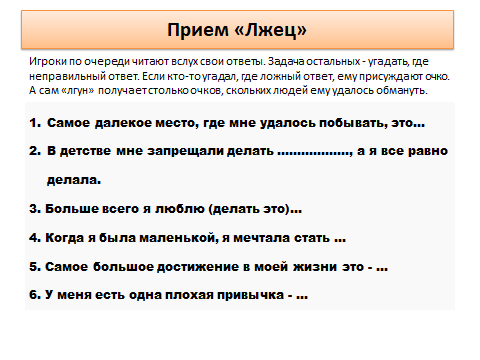 Прием «Лжец»
Игроки по очереди читают вслух свои ответы. Задача остальных - угадать, где
неправильный ответ. Если кто-то угадал, где ложный ответ, ему присуждают очко.
А сам «лгун» получает столько очков, скольких людей ему удалось обмануть.
1. Самое далекое место, где мне удалось побывать, это...
2. В детстве мне запрещали делать .................., а я все равно
делала.
3. Больше всего я люблю (делать это)...
4. Когда я была маленькой, я мечтала стать ...
5. Самое большое достижение в моей жизни это - ...
6. У меня есть одна плохая привычка - ...